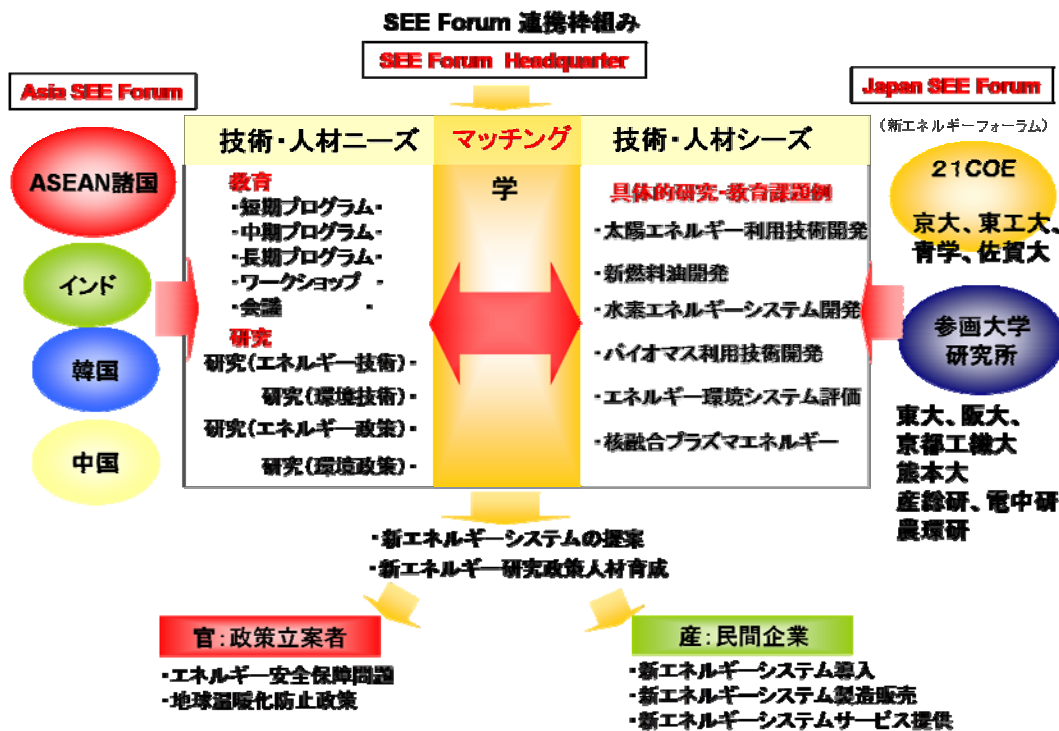 SEE Forum 連携枠組み
SEE Forum Headquarter
Asia SEE Forum
Japan SEE Forum
(新エネルギーフォーラム)
ASEAN諸国
インド
韓国
中国
技術・人材ニーズ
教育
・短期プログラム・
・中期プログラム・
・長期プログラム・
・ワークショップ ・
・会議 ・
研究
研究(エネルギー技術)・
研究(環境技術)・
研究(エネルギー政策)・
研究(環境政策)・
マッチング
学
技術・人材シーズ
具体的研究・教育課題例
・太陽エネルギー利用技術開発
・新燃料油開発
・水素エネルギーシステム開発
・バイオマス利用技術開発
・エネルギー環境システム評価
・核融合プラズマエネルギー
21COE
京大、東工大、
青学、佐賀大
参画大学
研究所
東大、阪大、
京都工繊大
熊本大
産総研、電中研
農環研
・新エネルギーシステムの提案
・新エネルギー研究政策人材育成
官：政策立案者
・エネルギー安全保障問題
・地球温暖化防止政策
産：民間企業
・新エネルギーシステム導入
・新エネルギーシステム製造販売
・新エネルギーシステムサービス提供